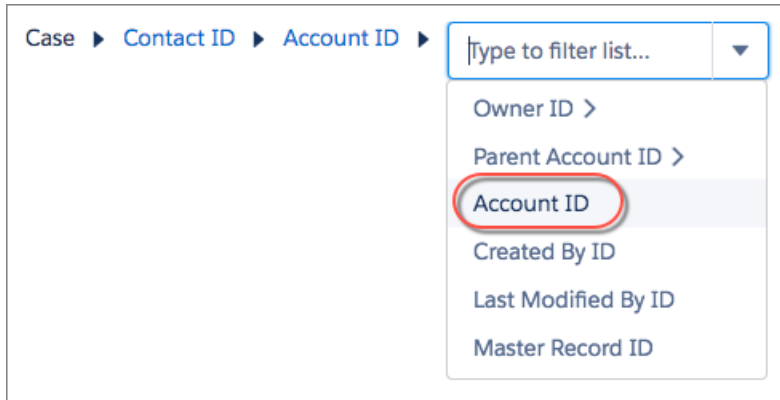 Case ▶ Contact ID ▶ Account ID ▶ Type to filter list...
Owner ID >
Parent Account ID >
Account ID
Created By ID
Last Modified By ID
Master Record ID